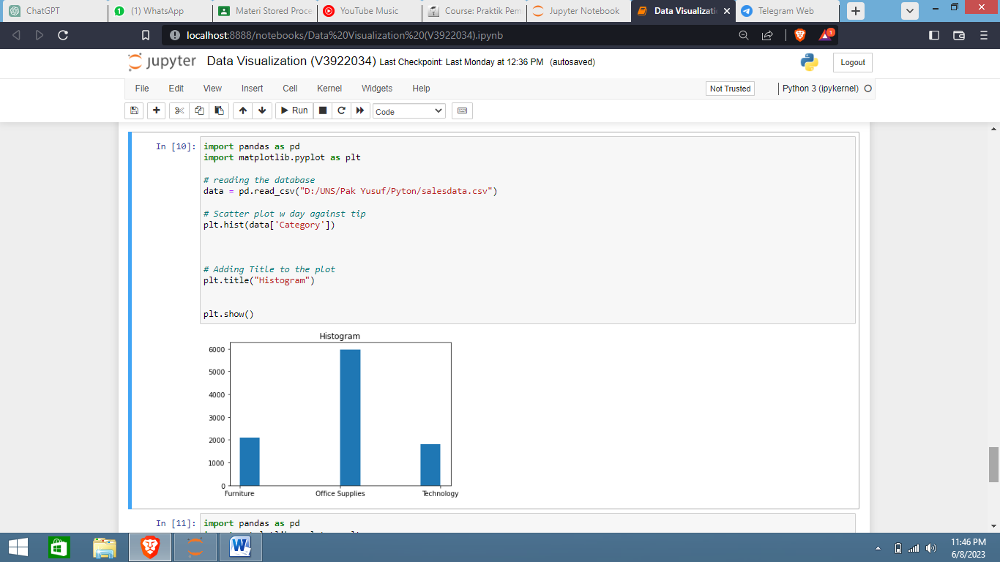 ChatGPT
1 (1) WhatsApp
Materi Stored Proce
YouTube Music
Course: Praktik Pem
Jupyter Notebook
Data Visualizati
Telegram Web
localhost:8888/notebooks/Data%20Visualization%20(V3922034).ipynb
1
jupyter Data Visualization (V3922034) Last Checkpoint: Last Monday at 12:36 PM (autosaved)
Logout
File Edit View Insert Cell Kernel Widgets Help
Not Trusted
Python 3 (ipykernel)
Run
Code
In [10]:
import pandas as pd
import matplotlib.pyplot as plt
# reading the database
data = pd.read_csv("D:/UNS/Pak Yusuf/Pyton/salesdata.csv")
# Scatter plot w day against tip
plt.hist(data['Category'])
# Adding Title to the plot
plt.title("Histogram")
plt.show()
Histogram
6000
5000
4000
3000
2000
1000
0
Furniture Office Supplies Technology
In [11]:
import pandas as pd
11:46 PM
6/8/2023